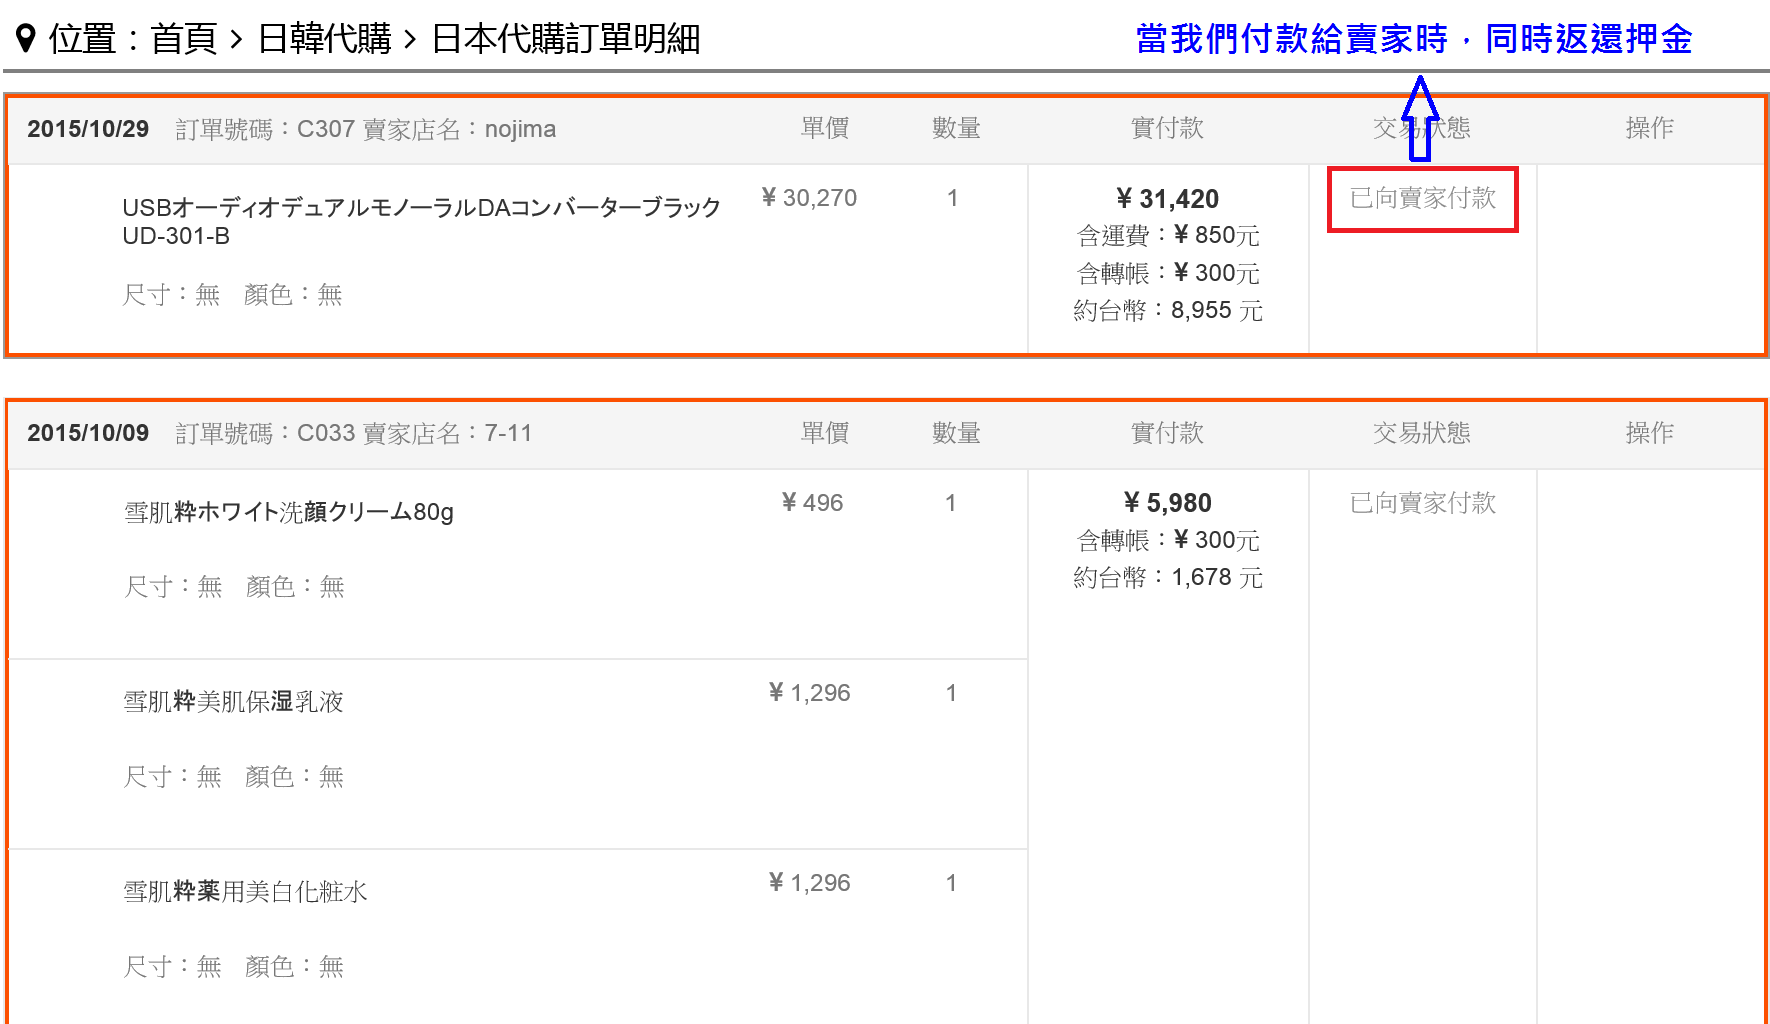 位置：首頁 > 日韓代購 > 日本代購訂單明細
當我們付款給賣家時，同時返還押金
2015/10/29 訂單號碼：C307 賣家店名：nojima 單價 數量 實付款 交易狀態 操作
USBオーディオデュアルモノーラルDAコンバーターブラック
UD-301-B
尺寸：無 顏色：無
¥ 30,270
1
¥ 31,420
含運費：¥ 850元
含轉帳：¥ 300元
約台幣：8,955 元
已向賣家付款
2015/10/09 訂單號碼：C033 賣家店名：7-11 單價 數量 實付款 交易狀態 操作
雪肌粋ホワイト洗顔クリーム80g
尺寸：無 顏色：無
¥ 496
1
¥ 5,980
含轉帳：¥ 300元
約台幣：1,678 元
已向賣家付款
雪肌粋美肌保湿乳液
尺寸：無 顏色：無
¥ 1,296
1
雪肌粋薬用美白化粧水
尺寸：無 顏色：無
¥ 1,296
1